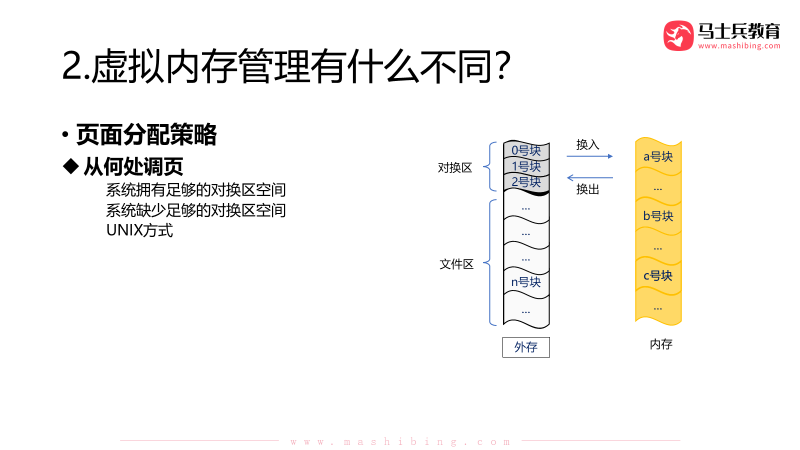 马士兵教育
www.mashibing.com
2.虚拟内存管理有什么不同?
• 页面分配策略
◆ 从何处调页
系统拥有足够的对换区空间
系统缺少足够的对换区空间
UNIX方式
对换区
文件区
0号块
1号块
2号块
...
...
...
n号块
...
外存
换入
换出
a号块
...
b号块
...
c号块
...
内存
www.mashibing.com